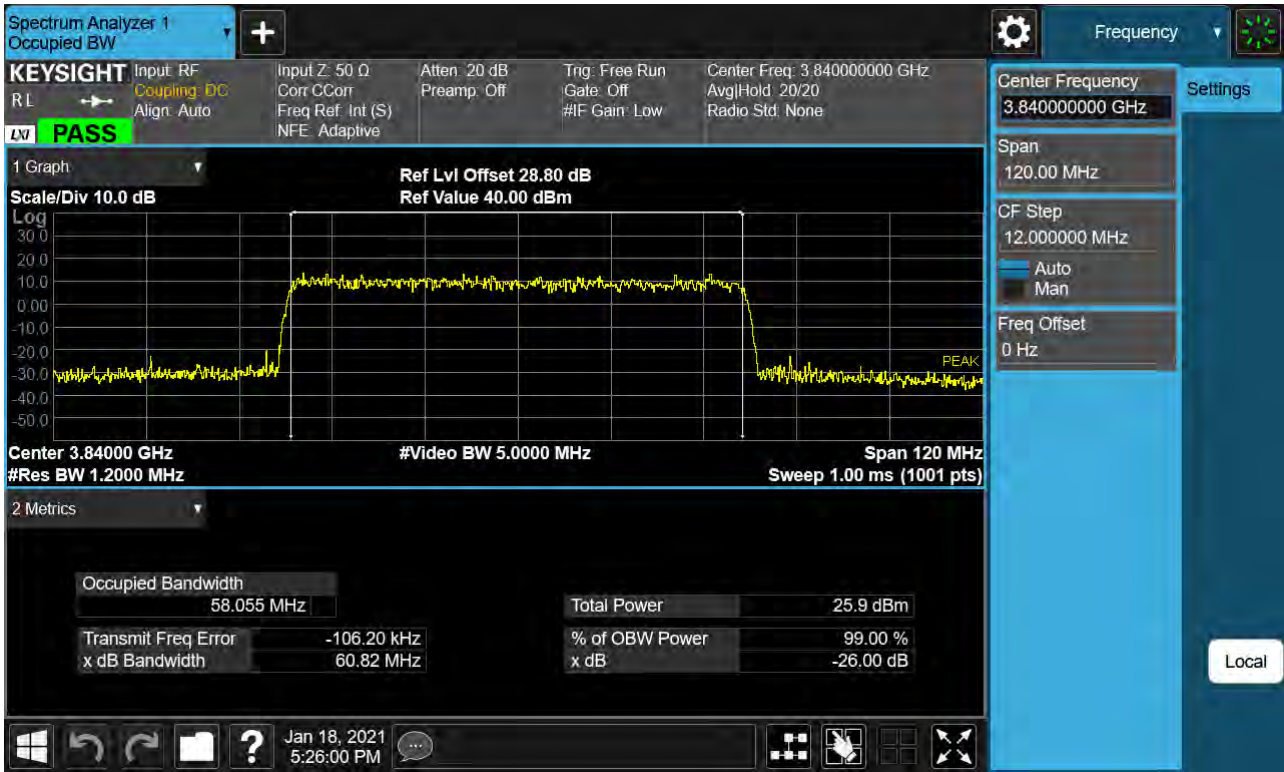 Spectrum Analyzer 1
Occupied BW
+
Frequency
KEYSIGHT
RL
LXI PASS
Input: RF
Coupling: DC
Align: Auto
Input Z: 50 Ω
Corr CCorr
Freq Ref: Int (S)
NFE: Adaptive
Atten: 20 dB
Preamp: Off
Trig: Free Run
Gate: Off
#IF Gain: Low
Center Freq: 3.840000000 GHz
Avg|Hold: 20/20
Radio Std: None
Center Frequency
3.840000000 GHz
Settings
Span
120.00 MHz
CF Step
12.000000 MHz
Auto
Man
Freq Offset
0 Hz
Local
1 Graph
Scale/Div 10.0 dB
Ref Lvl Offset 28.80 dB
Ref Value 40.00 dBm
Log
30.0
20.0
10.0
0.00
-10.0
-20.0
-30.0
-40.0
-50.0
PEAK
Center 3.84000 GHz
#Video BW 5.0000 MHz
Span 120 MHz
#Res BW 1.2000 MHz
Sweep 1.00 ms (1001 pts)
2 Metrics
Occupied Bandwidth
58.055 MHz
Total Power 25.9 dBm
Transmit Freq Error -106.20 kHz
% of OBW Power 99.00 %
x dB Bandwidth 60.82 MHz
x dB -26.00 dB
?
Jan 18, 2021
5:26:00 PM